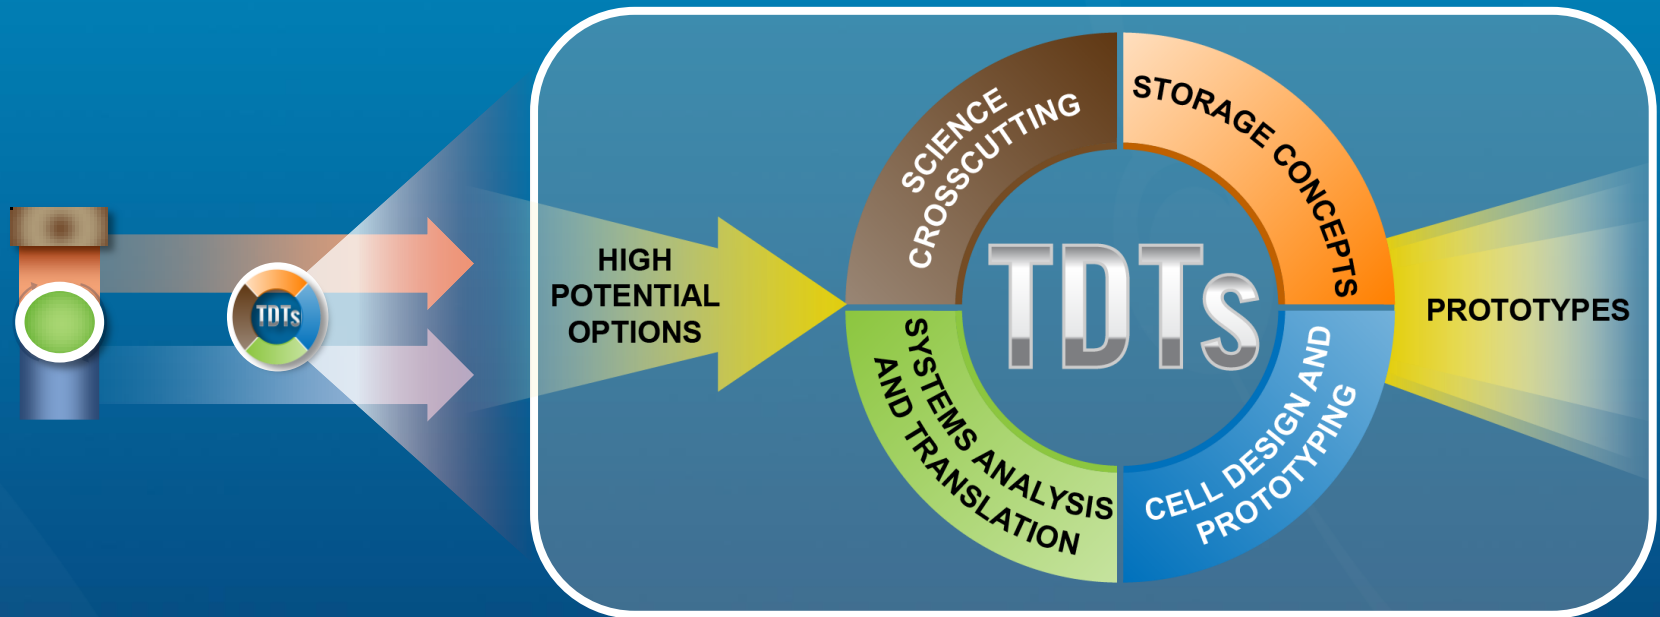 TDTs
HIGH
POTENTIAL
OPTIONS
SCIENCE
CROSSCUTTING
STORAGE CONCEPTS
TDTs
SYSTEMS ANALYSIS
AND TRANSLATION
CELL DESIGN AND
PROTOTYPING
PROTOTYPES